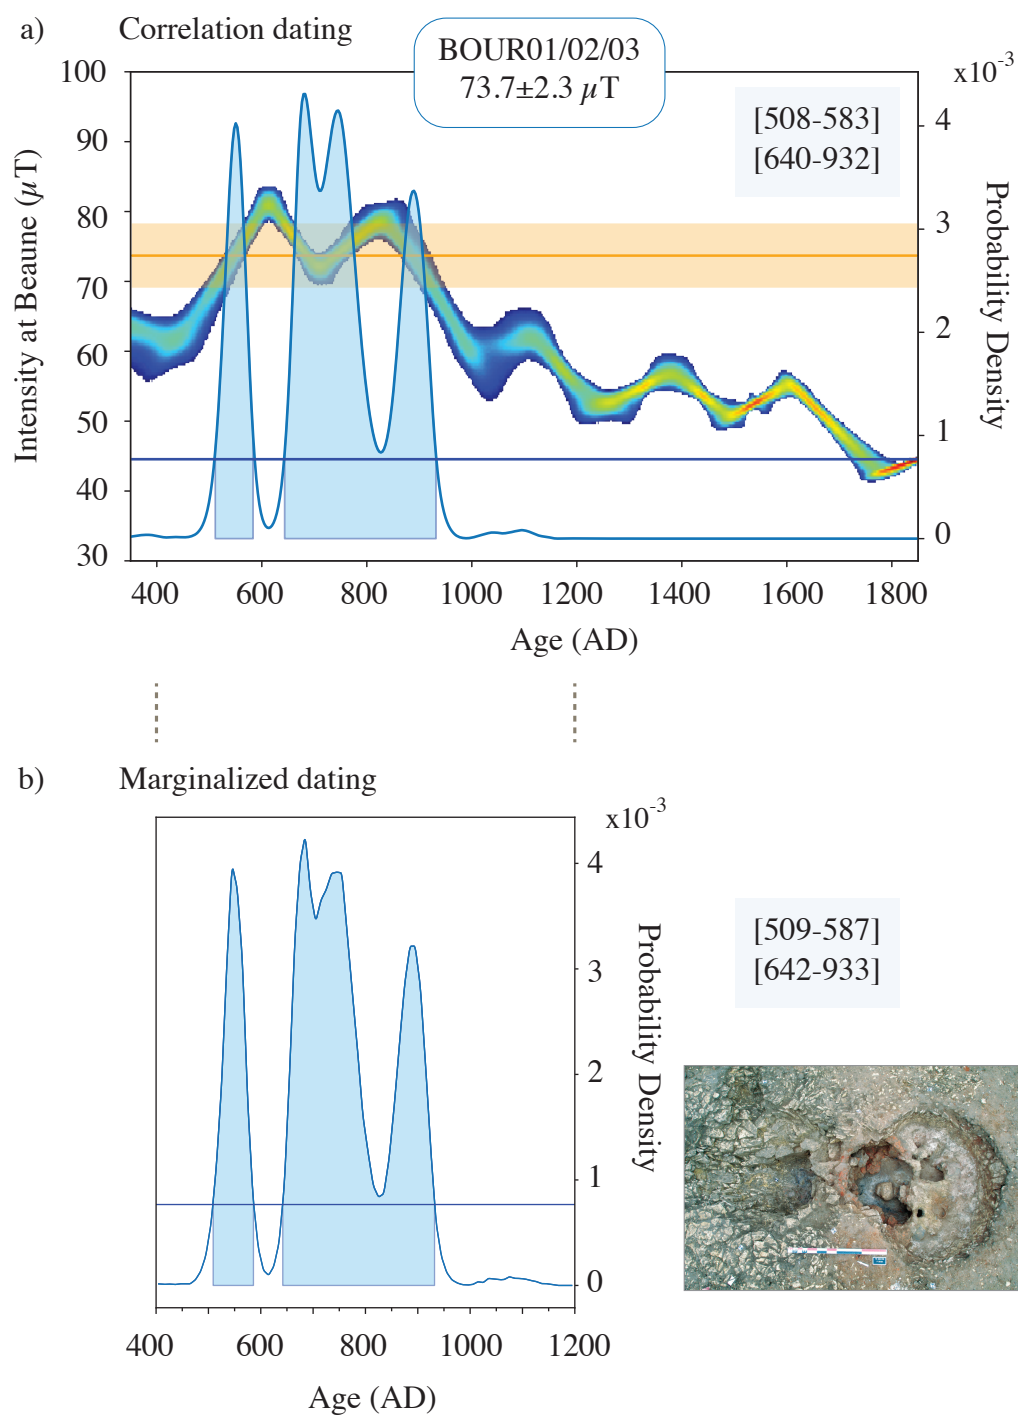 a) Correlation dating
BOUR01/02/03
73.7±2.3 µT
x10⁻³
[508-583]
[640-932]
100
90
80
70
60
50
40
30
Intensity at Beaune (µT)
4
3
2
1
0
Probability Density
400 600 800 1000 1200 1400 1600 1800
Age (AD)
b) Marginalized dating
x10⁻³
4
3
2
1
0
Probability Density
[509-587]
[642-933]
400 600 800 1000 1200
Age (AD)